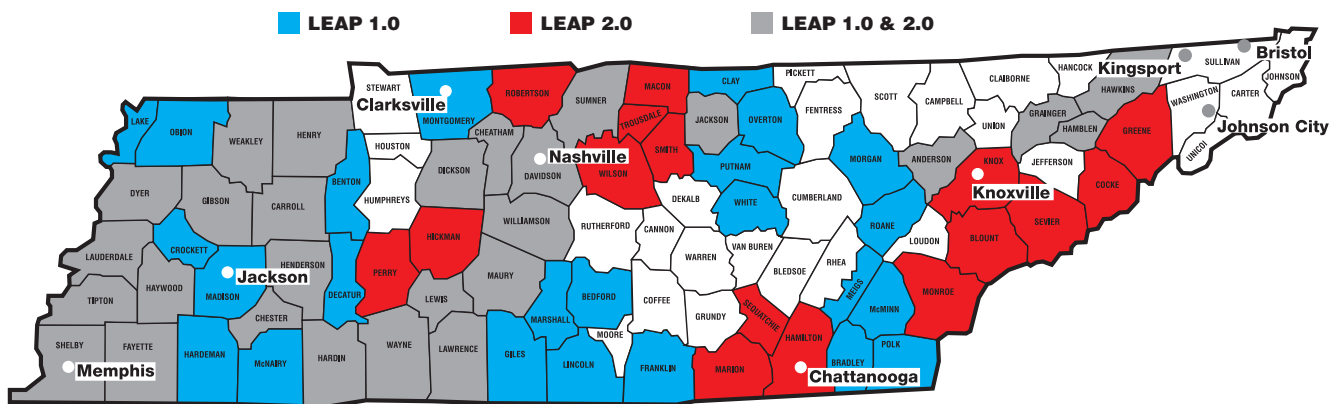 LEAP 1.0 LEAP 2.0 LEAP 1.0 & 2.0
Bristol
Kingsport
SULLIVAN
HANCOCK
JOHNSON
PICKETT
CLAIBORNE
SCOTT
CLAY
MACON
STEWART
ROBERTSON
HAWKINS
WASHINGTON
CARTER
Clarksville
SUMNER
FENTRESS
CAMPBELL
UNION
GRAINGER
LAKE
OBION
MONTGOMERY
TROUSDALE
JACKSON
OVERTON
HAMBLEN
GREENE
Johnson City
WEAKLEY
HENRY
CHEATHAM
HOUSTON
SMITH
UNICOI
Nashville
DAVIDSON
WILSON
PUTNAM
MORGAN
ANDERSON
KNOX
JEFFERSON
DICKSON
BENTON
Knoxville
COCKE
DYER
GIBSON
CARROLL
HUMPHREYS
DEKALB
WHITE
CUMBERLAND
SEVIER
WILLIAMSON
RUTHERFORD
CANNON
ROANE
LOUDON
BLOUNT
HICKMAN
CROCKETT
LAUDERDALE
WARREN
VAN BUREN
BLEDSOE
RHEA
PERRY
HENDERSON
Jackson
HAYWOOD
MADISON
DECATUR
MAURY
MEIGS
MONROE
TIPTON
LEWIS
BEDFORD
COFFEE
McMINN
CHESTER
MARSHALL
GRUNDY
SEQUATCHIE
MOORE
HAMILTON
SHELBY
FAYETTE
HARDEMAN
McNAIRY
HARDIN
WAYNE
LAWRENCE
GILES
LINCOLN
FRANKLIN
MARION
BRADLEY
POLK
Memphis
Chattanooga